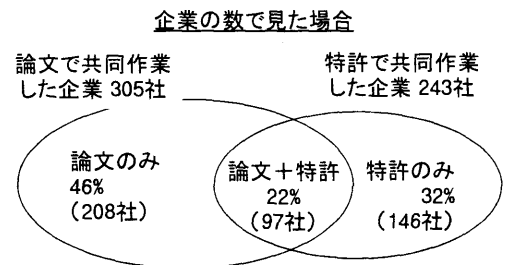 企業の数で見た場合
論文で共同作業
した企業 305社
特許で共同作業
した企業 243社
論文のみ
46%
(208社)
論文＋特許
22%
(97社)
特許のみ
32%
(146社)